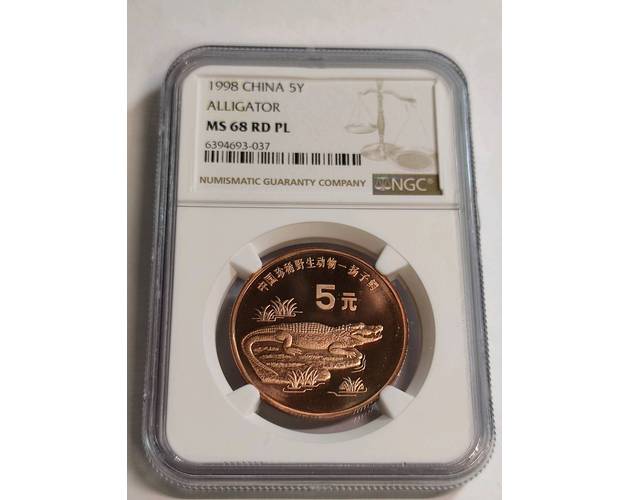 1998 CHINA 5Y
ALLIGATOR
MS 68 RD PL
6394693-037
NUMISMATIC GUARANTY COMPANY
NGC®
中国珍稀野生动物—扬子鳄
5元